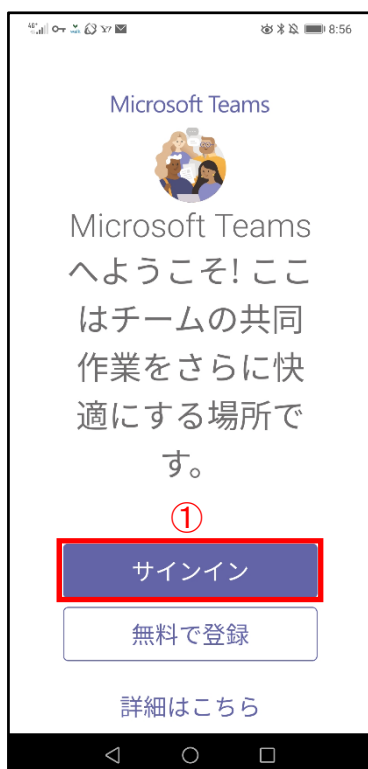 46+ 8:56
Microsoft Teams
Microsoft Teams
へようこそ! ここ
はチームの共同
作業をさらに快
適にする場所で
す。
①
サインイン
無料で登録
詳細はこちら